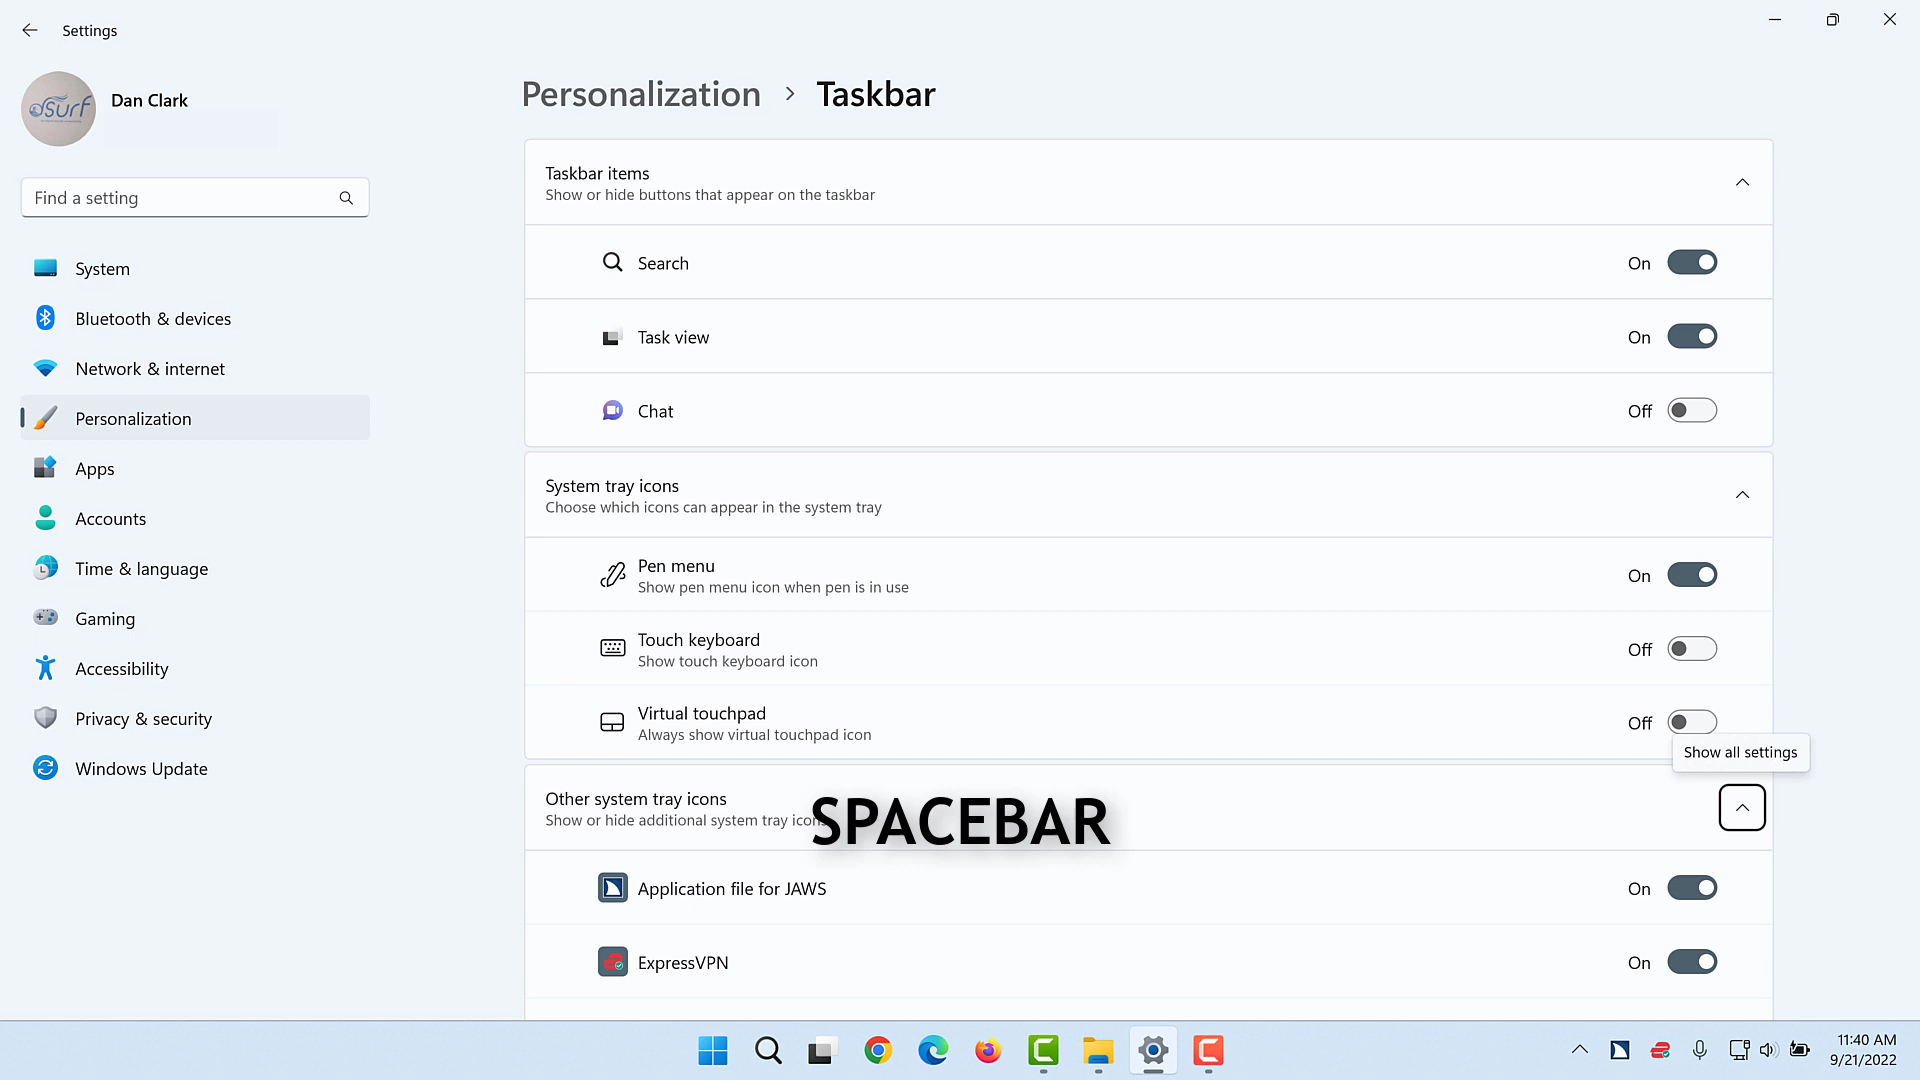 Settings
Dan Clark
Find a setting
System
Bluetooth & devices
Network & internet
Personalization
Apps
Accounts
Time & language
Gaming
Accessibility
Privacy & security
Windows Update
Personalization > Taskbar
Taskbar items
Show or hide buttons that appear on the taskbar
Search On
Task view On
Chat Off
System tray icons
Choose which icons can appear in the system tray
Pen menu
Show pen menu icon when pen is in use
On
Touch keyboard
Show touch keyboard icon
Off
Virtual touchpad
Always show virtual touchpad icon
Off
Show all settings
Other system tray icons
Show or hide additional system tray icons
SPACEBAR
Application file for JAWS On
ExpressVPN On
11:40 AM
9/21/2022